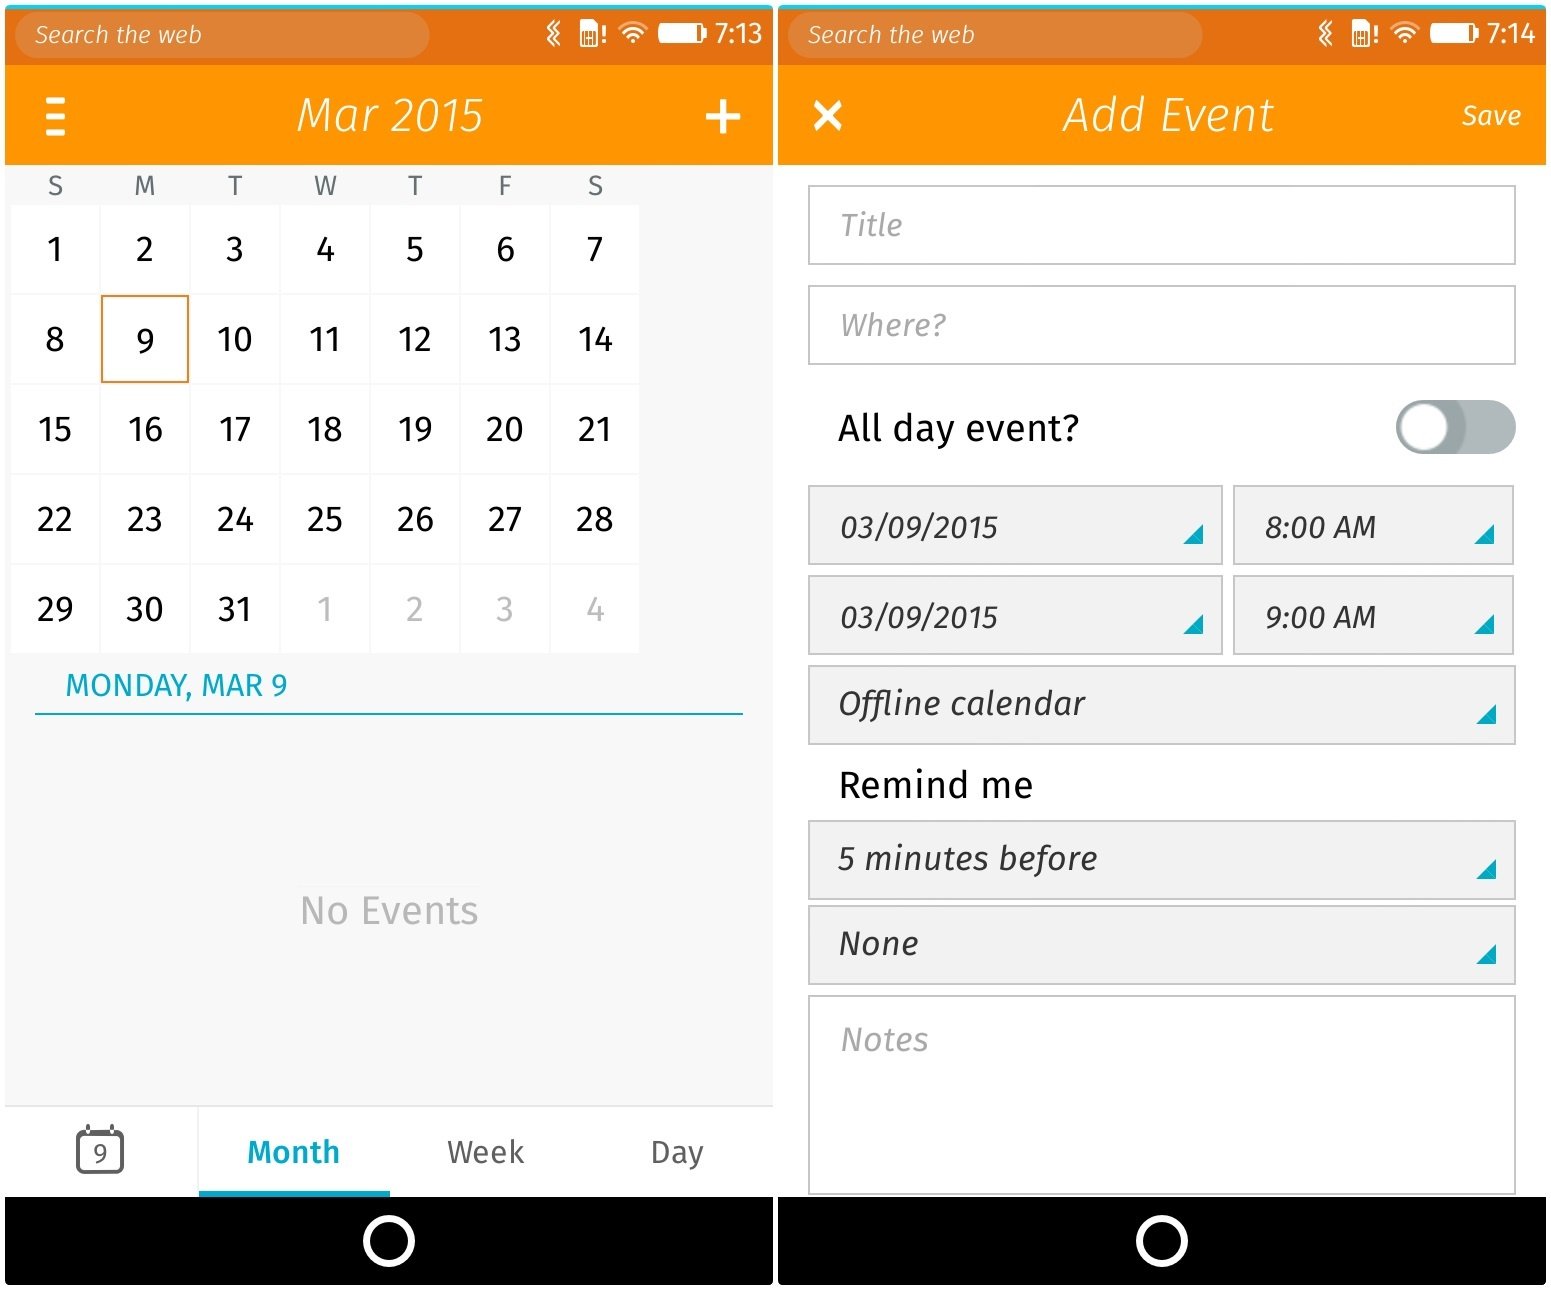 Search the web 7:13
Mar 2015
S M T W T F S
1 2 3 4 5 6 7
8 9 10 11 12 13 14
15 16 17 18 19 20 21
22 23 24 25 26 27 28
29 30 31 1 2 3 4
MONDAY, MAR 9
No Events
9 Month Week Day
Search the web 7:14
Add Event Save
Title
Where?
All day event?
03/09/2015 8:00 AM
03/09/2015 9:00 AM
Offline calendar
Remind me
5 minutes before
None
Notes